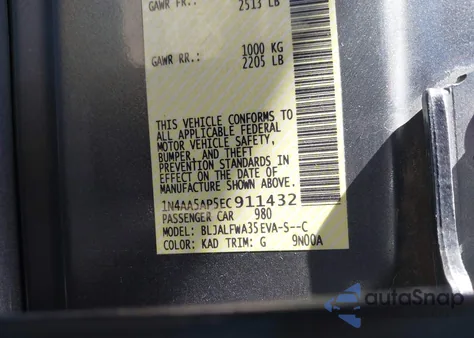 GAWR FR.: 2513 LB
GAWR RR.: 1000 KG
2205 LB
THIS VEHICLE CONFORMS TO
ALL APPLICABLE FEDERAL
MOTOR VEHICLE SAFETY,
BUMPER, AND THEFT
PREVENTION STANDARDS IN
EFFECT ON THE DATE OF
MANUFACTURE SHOWN ABOVE.
1N4AA5AP5EC911432
PASSENGER CAR 980
MODEL: BLJALFWA35EVA-S--C
COLOR: KAD TRIM: G 9N00A
autoSnap